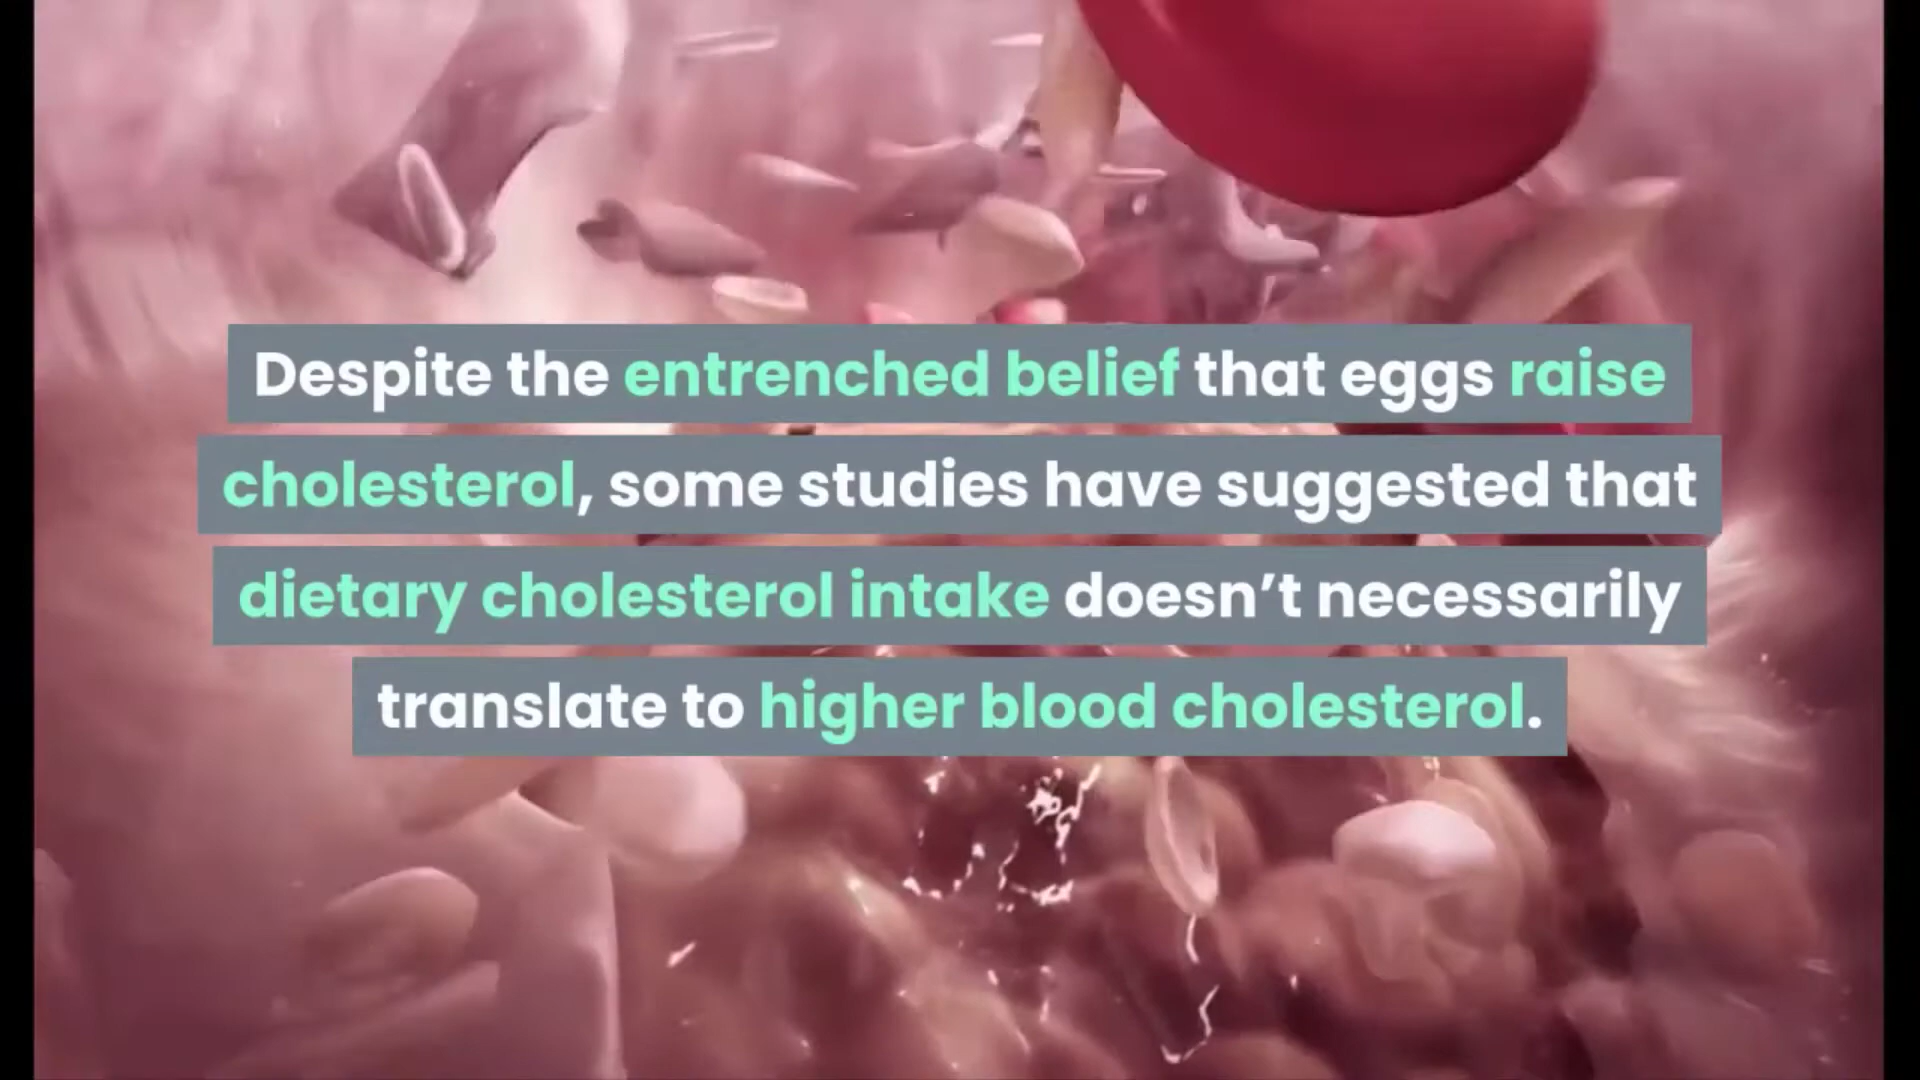 Despite the entrenched belief that eggs raise
cholesterol, some studies have suggested that
dietary cholesterol intake doesn’t necessarily
translate to higher blood cholesterol.